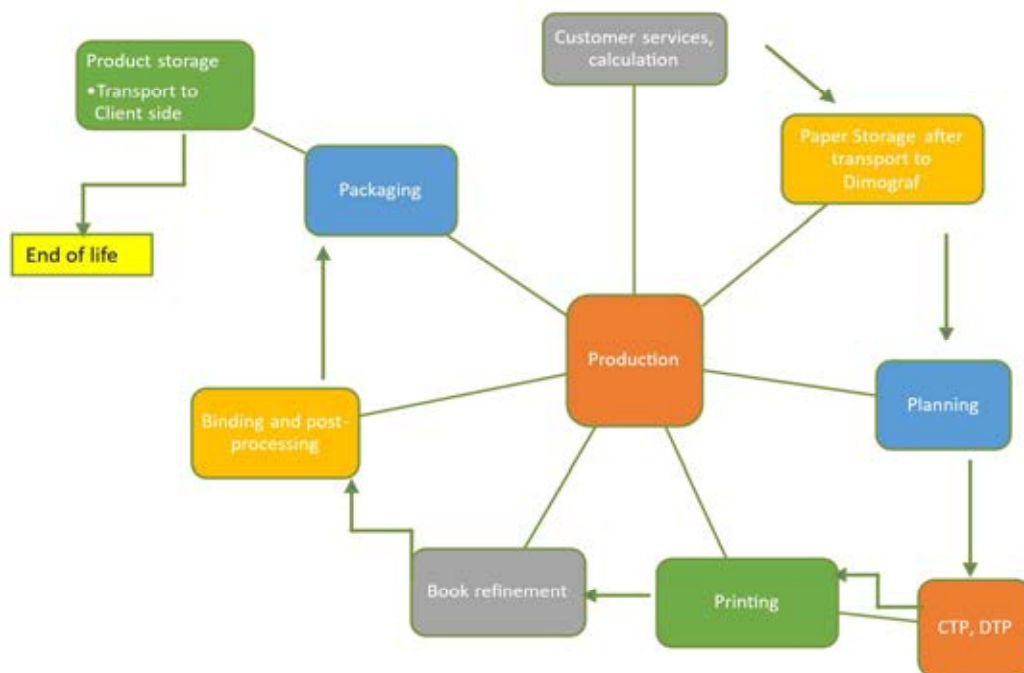 Customer services,
calculation
Product storage
•Transport to
Client side
Paper Storage after
transport to
Dimograf
Packaging
End of life
Production
Planning
Binding and post-
processing
Book refinement
Printing
CTP, DTP